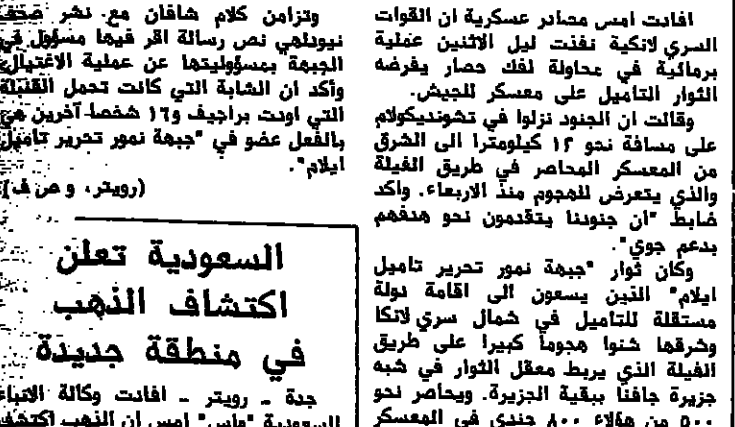 افادت امس مصادر عسكرية ان القوات
السري لانكية نفذت ليل الاثنين عملية
برمائية في محاولة لفك حصار يفرضه
الثوار التاميل على معسكر للجيش.
وقالت ان الجنود نزلوا في تشونديكولام
على مسافة نحو ١٢ كيلومترا الى الشرق
من المعسكر المحاصر في طريق الفيلة
والذي يتعرض للهجوم منذ الاربعاء. واكد
ضابط "ان جنودنا يتقدمون نحو هدفهم
بدعم جوي".
وكان ثوار "جبهة نمور تحرير تاميل
ايلام" الذين يسعون الى اقامة دولة
مستقلة للتاميل في شمال سري لانكا
وشرقها شنوا هجوماً كبيرا على طريق
الفيلة الذي يربط معقل الثوار في شبه
جزيرة جافنا ببقية الجزيرة. ويحاصر نحو
٥٠٠ من هؤلاء ٨٠٠ جندي في المعسكر
وتزامن كلام شافان مع نشر صحف
نيودلهي نص رسالة اقر فيها مسؤول في
الجبهة بمسؤوليتها عن عملية الاغتيال
وأكد ان الشابة التي كانت تحمل القنبلة
التي اودت براجيف و١٦ شخصا آخرين هي
بالفعل عضو في "جبهة نمور تحرير تاميل
ايلام".
(رويتر، و ص ف)
السعودية تعلن
اكتشاف الذهب
في منطقة جديدة
جدة - رويتر - افادت وكالة الانباء
السعودية "واس" امس ان الذهب اكتشف